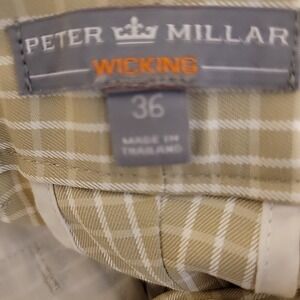 PETER MILLAR
WICKING
36
MADE IN
THAILAND